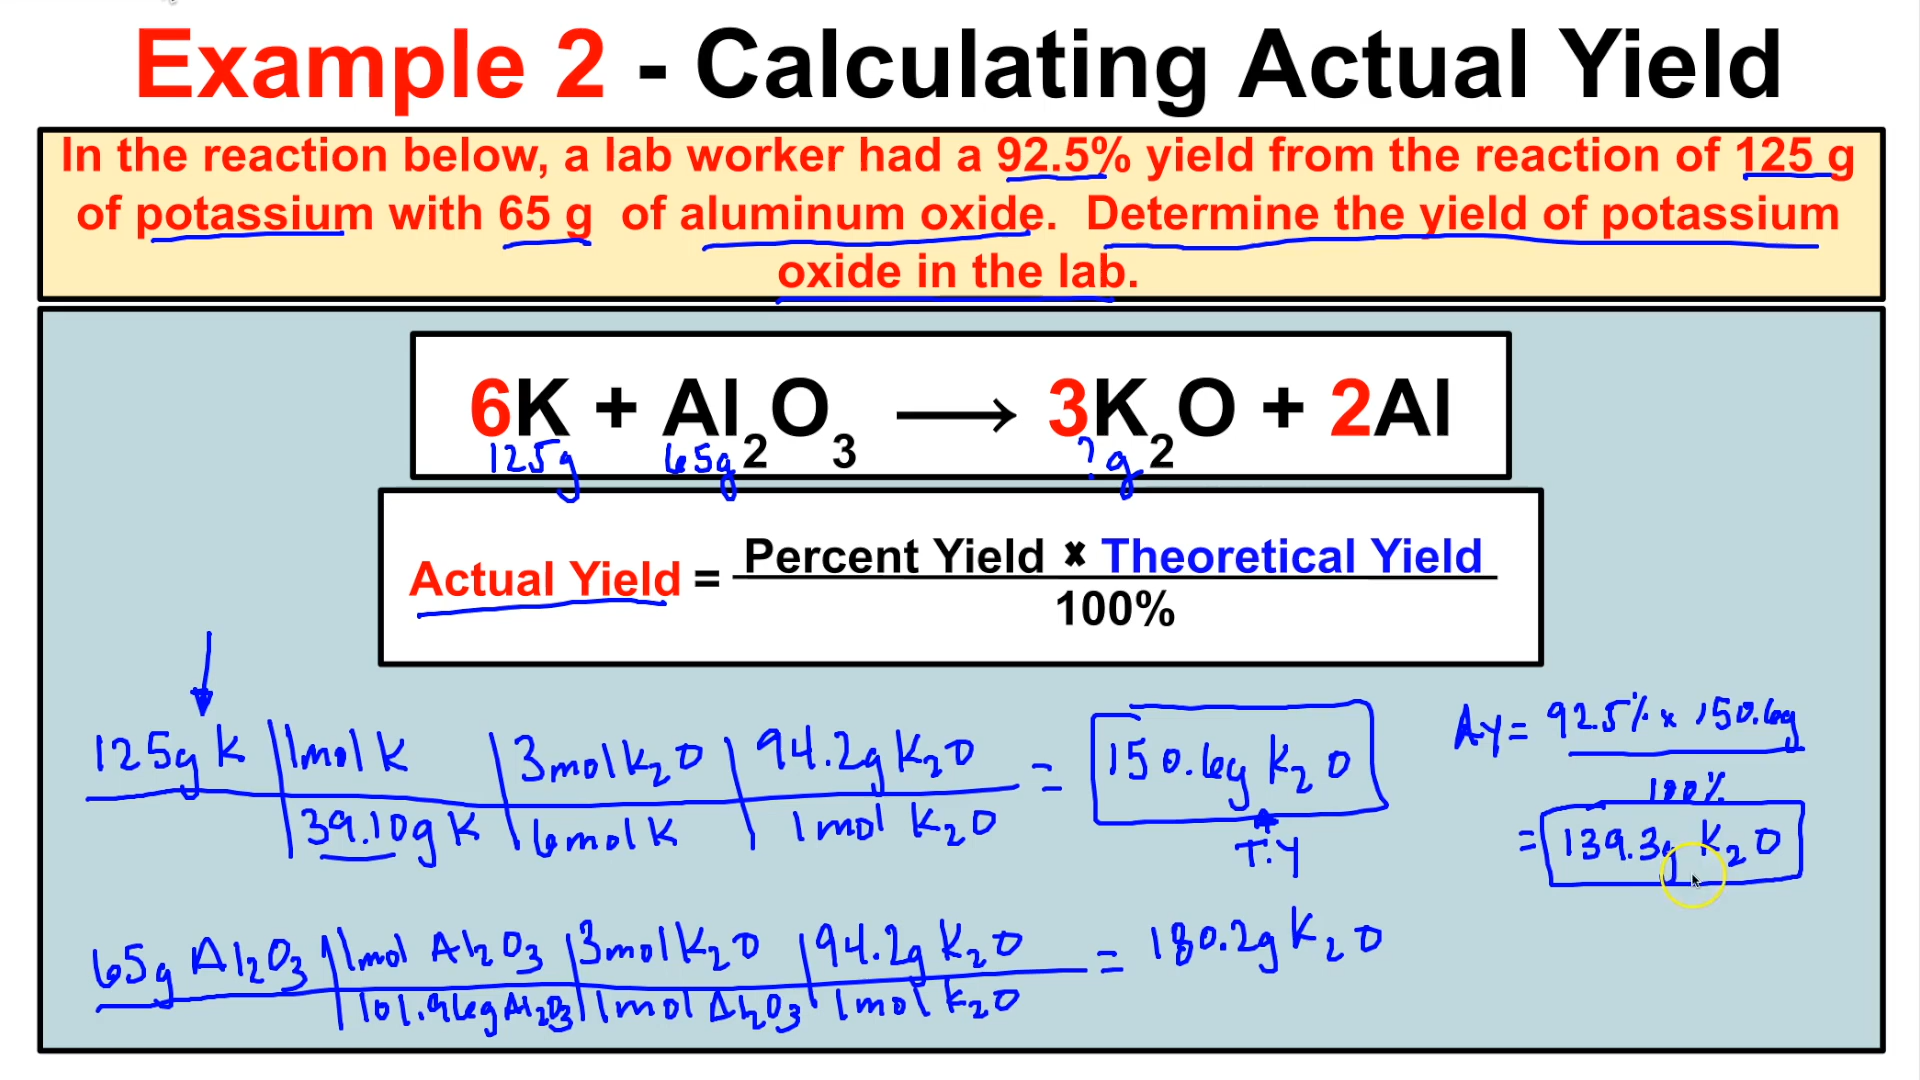 Example 2 - Calculating Actual Yield
In the reaction below, a lab worker had a 92.5% yield from the reaction of 125 g
of potassium with 65 g of aluminum oxide. Determine the yield of potassium
oxide in the lab.
6K + Al2O3 ⟶ 3K2O + 2Al
125g 65g ?g
Actual Yield = Percent Yield × Theoretical Yield
100%
125g K | 1mol K | 3mol K2O | 94.2g K2O = 150.6g K2O
39.10g K | 6mol K | 1mol K2O
T.Y
AY = 92.5% × 150.6g
100%
= 139.3g K2O
65g Al2O3 | 1mol Al2O3 | 3mol K2O | 94.2g K2O = 180.2g K2O
101.96g Al2O3 | 1mol Al2O3 | 1mol K2O